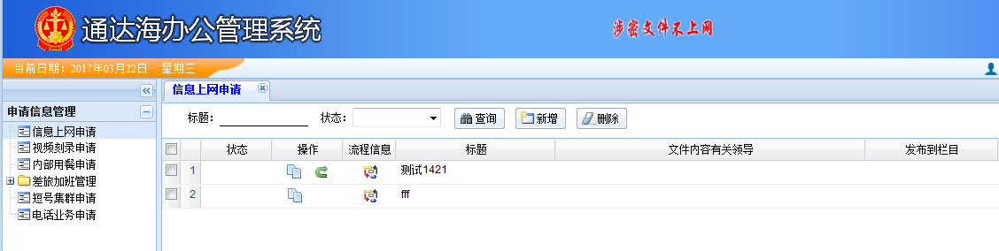 通达海办公管理系统
涉密文件不上网
当前日期：2017年03月22日 星期三
信息上网申请
申请信息管理
标题： 状态： 查询 新增 删除
信息上网申请
视频刻录申请
内部用餐申请
差旅加班管理
短号集群申请
电话业务申请
状态 操作 流程信息 标题 文件内容有关领导 发布到栏目
1 测试1421
2 fff